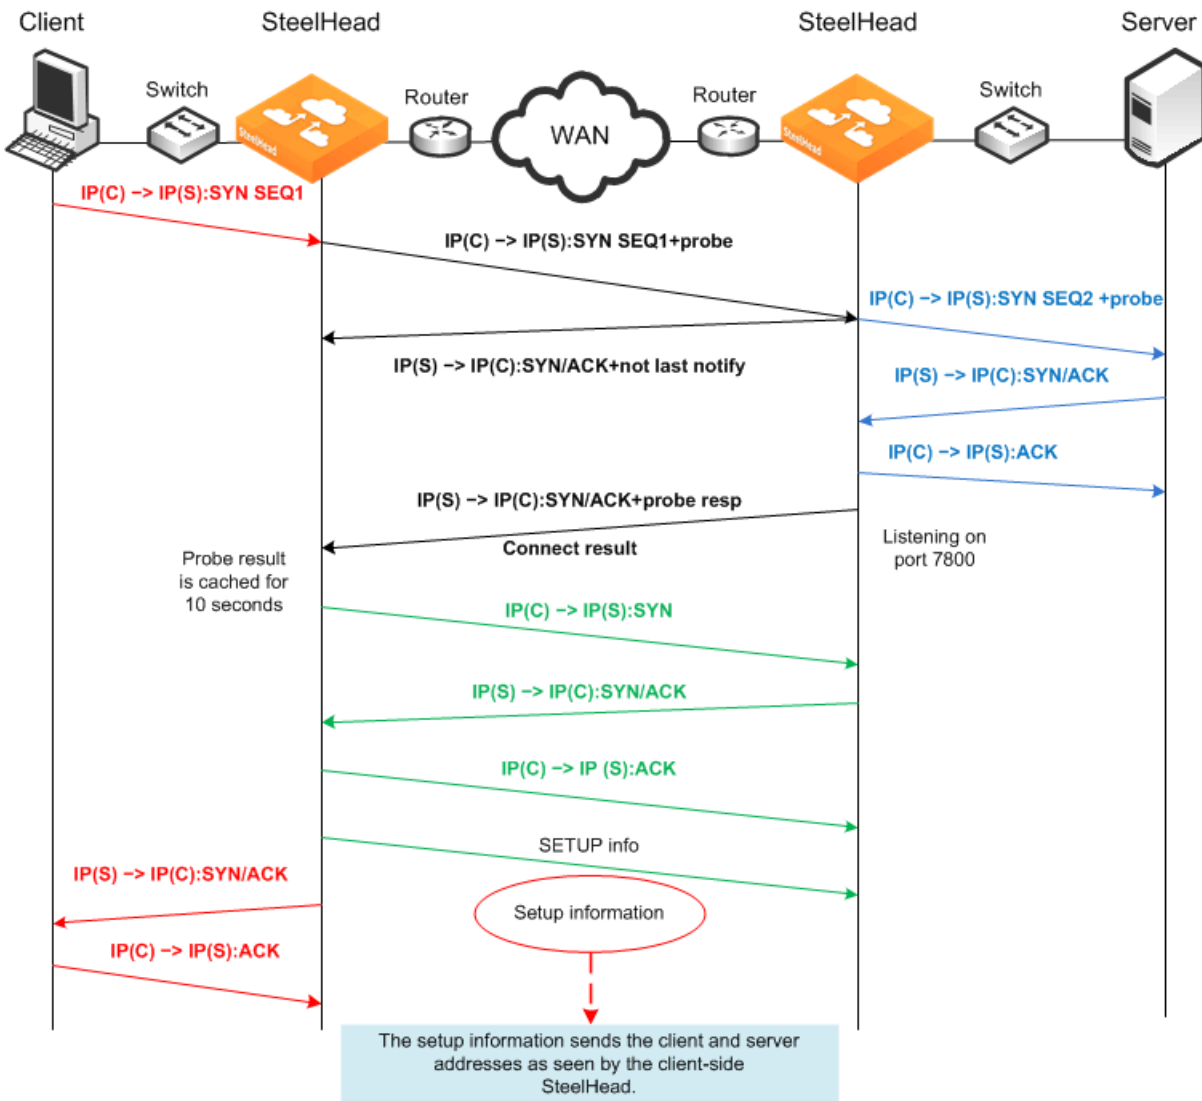 Client
SteelHead
SteelHead
Server
Switch
Router
WAN
Router
Switch
SteelHead
SteelHead
IP(C) −> IP(S):SYN SEQ1
IP(C) −> IP(S):SYN SEQ1+probe
IP(C) −> IP(S):SYN SEQ2 +probe
IP(S) −> IP(C):SYN/ACK+not last notify
IP(S) −> IP(C):SYN/ACK
IP(C) −> IP(S):ACK
IP(S) −> IP(C):SYN/ACK+probe resp
Connect result
Listening on
port 7800
Probe result
is cached for
10 seconds
IP(C) −> IP(S):SYN
IP(S) −> IP(C):SYN/ACK
IP(C) −> IP (S):ACK
SETUP info
IP(S) −> IP(C):SYN/ACK
Setup information
IP(C) −> IP(S):ACK
The setup information sends the client and server
addresses as seen by the client-side
SteelHead.